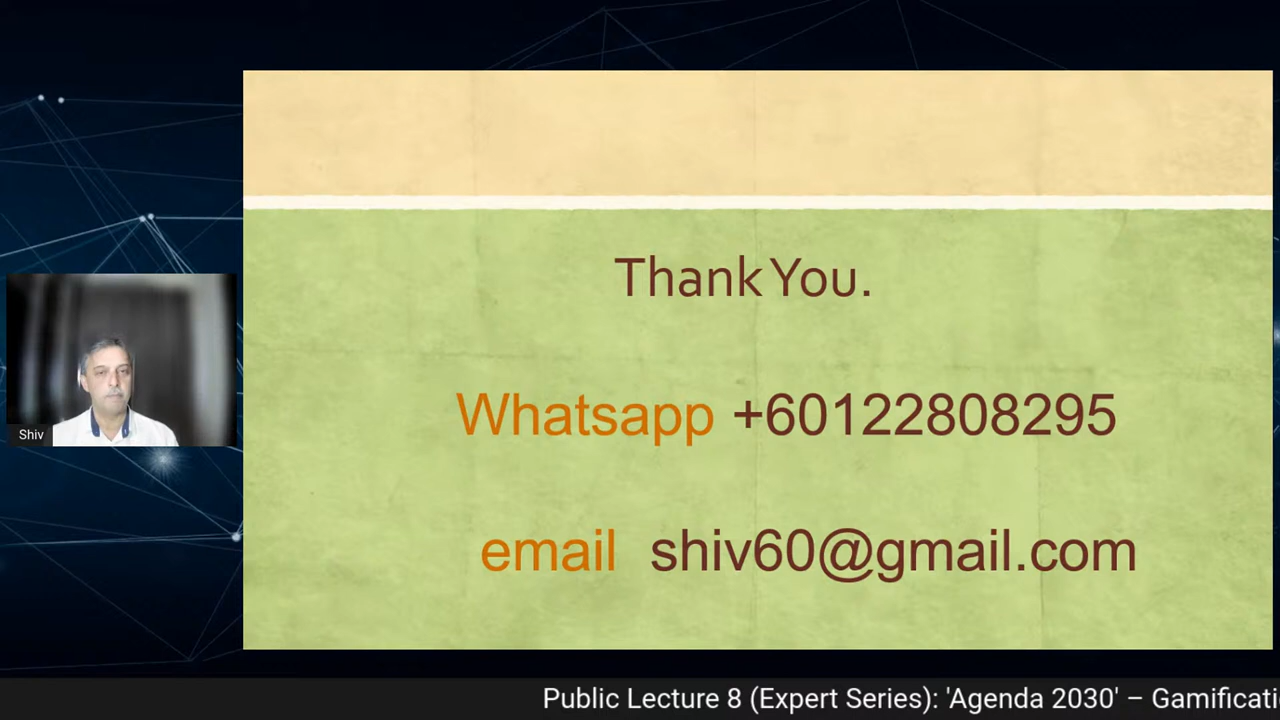 Thank You.
Whatsapp +60122808295
email shiv60@gmail.com
Shiv
Public Lecture 8 (Expert Series): 'Agenda 2030' – Gamificati